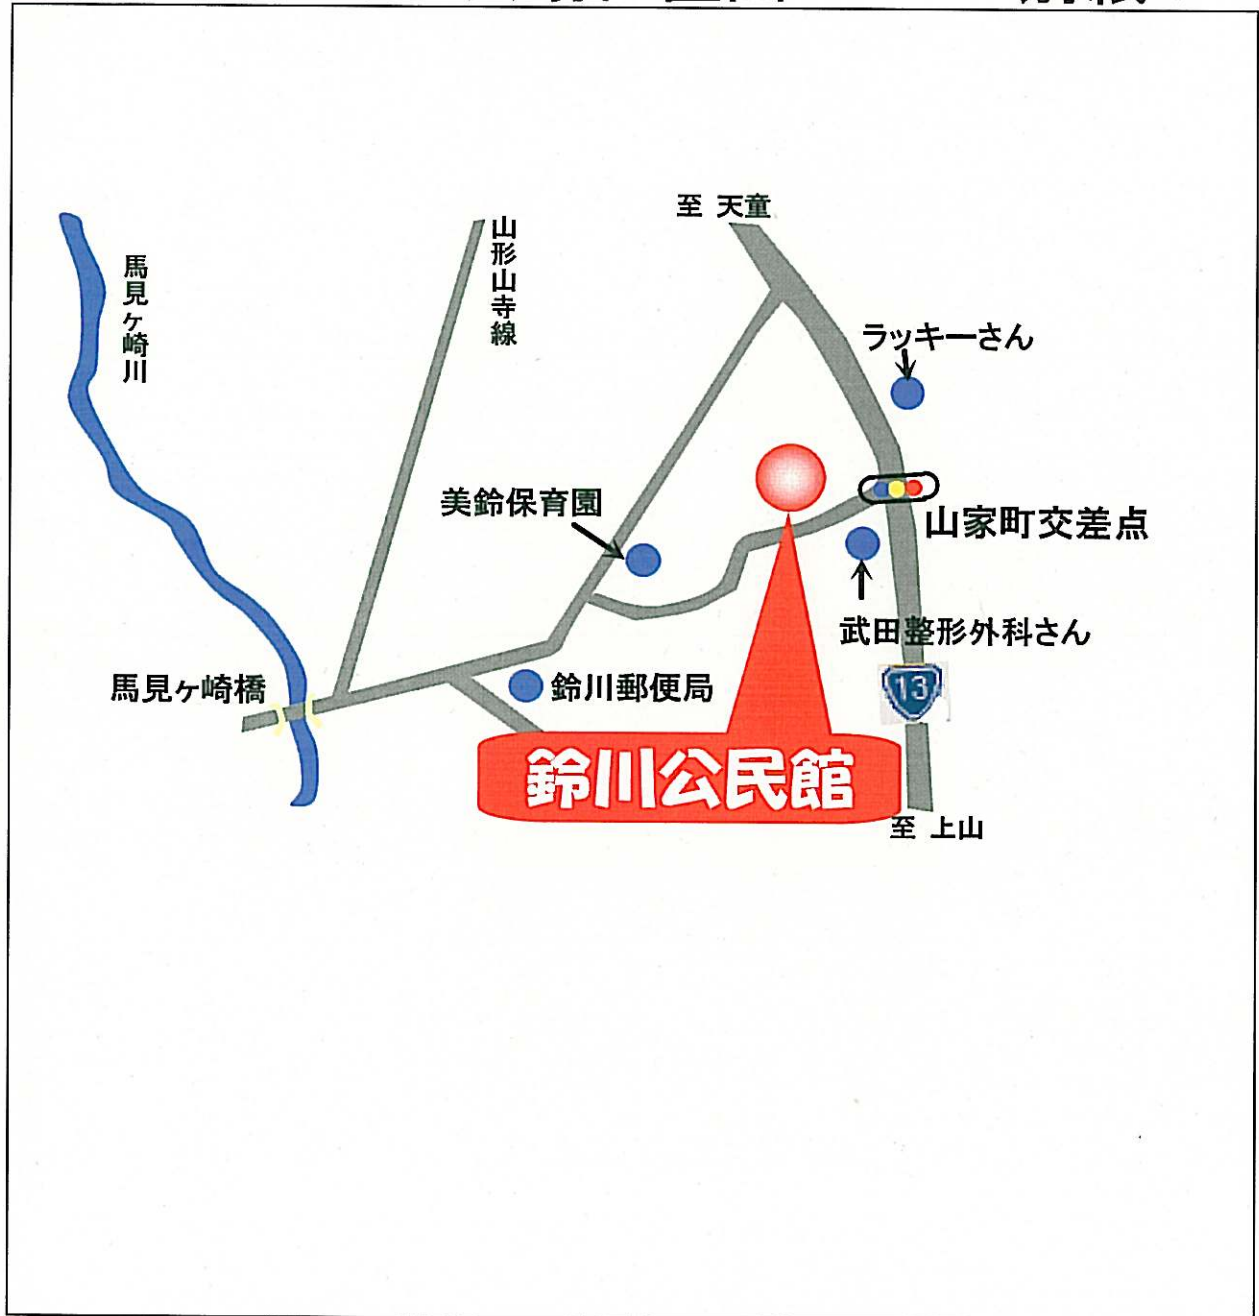 至 天童
山形山寺線
馬見ヶ崎川
ラッキーさん
美鈴保育園
山家町交差点
武田整形外科さん
13
馬見ヶ崎橋
鈴川郵便局
鈴川公民館
至 上山